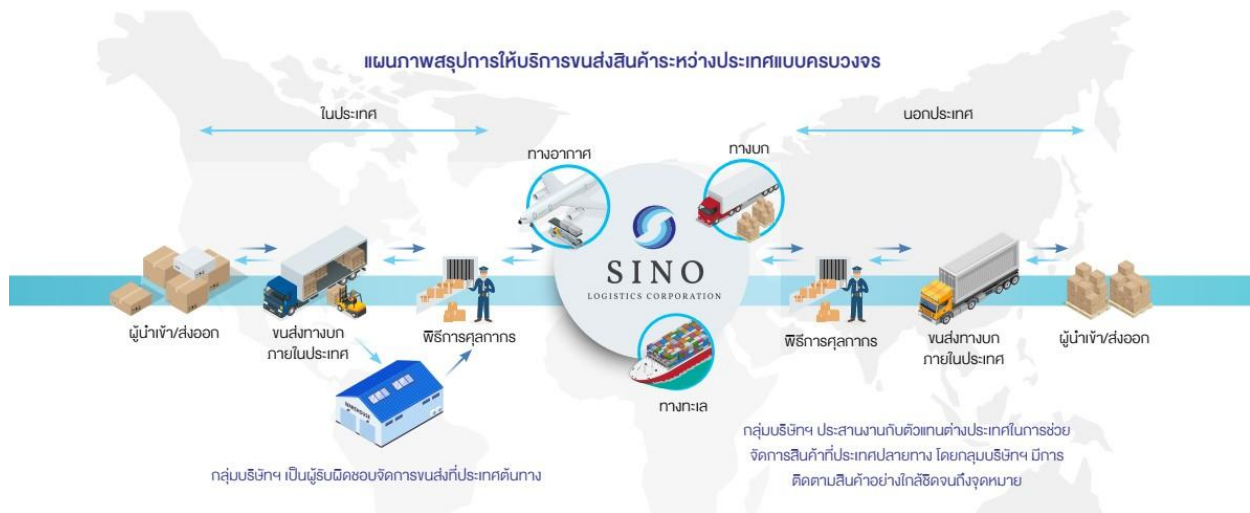 แผนภาพสรุปการให้บริการขนส่งสินค้าระหว่างประเทศแบบครบวงจร
ในประเทศ
นอกประเทศ
ทางอากาศ
ทางบก
SINO
LOGISTICS CORPORATION
ผู้นำเข้า/ส่งออก
ขนส่งทางบก
ภายในประเทศ
พิธีการศุลกากร
WAREHOUSE
ทางทะเล
พิธีการศุลกากร
ขนส่งทางบก
ภายในประเทศ
ผู้นำเข้า/ส่งออก
กลุ่มบริษัทฯ เป็นผู้รับผิดชอบจัดการขนส่งที่ประเทศต้นทาง
กลุ่มบริษัทฯ ประสานงานกับตัวแทนต่างประเทศในการช่วย
จัดการสินค้าที่ประเทศปลายทาง โดยกลุ่มบริษัทฯ มีการ
ติดตามสินค้าอย่างใกล้ชิดจนถึงจุดหมาย